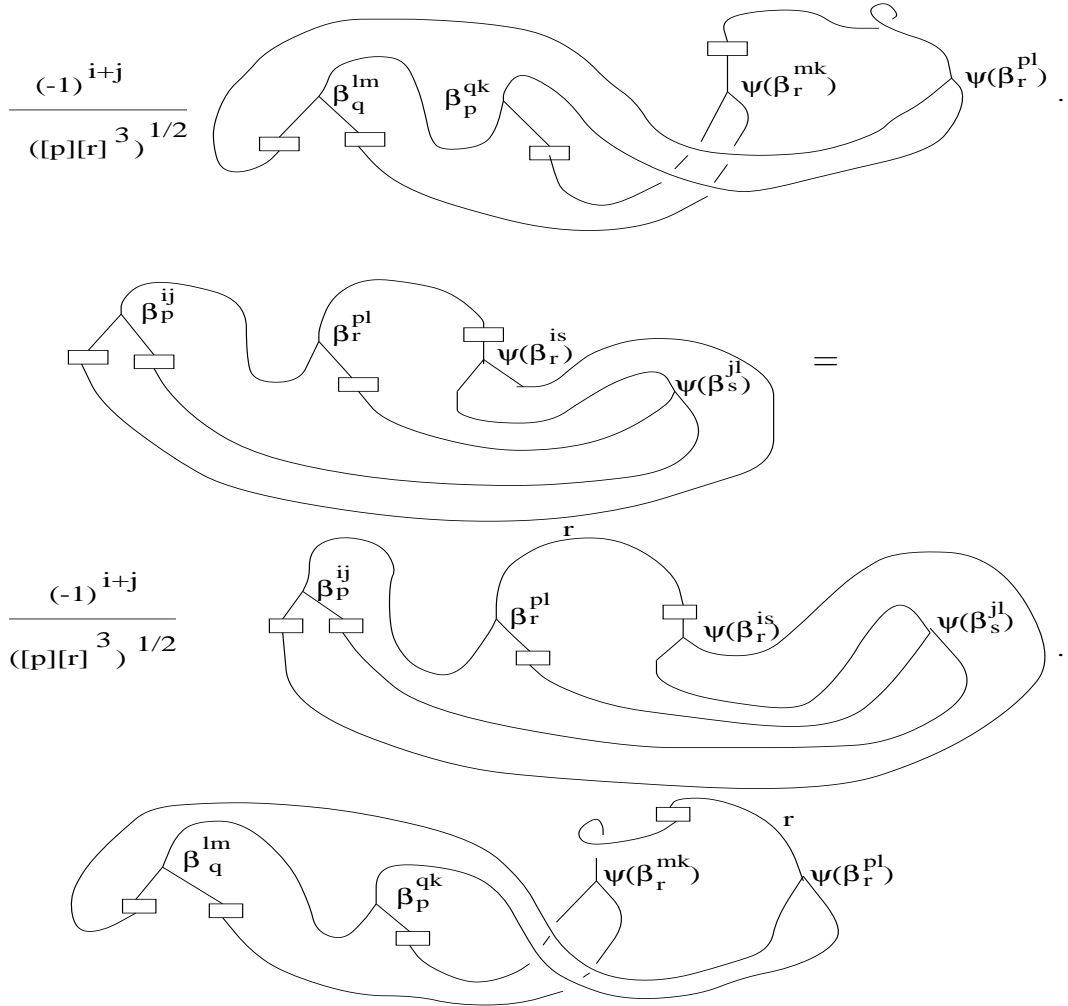 (-1)^{i+j} / ([p][r]^3)^{1/2} β_q^{lm} β_p^{qk} ψ(β_r^{mk}) ψ(β_r^{pl}) .
β_p^{ij} β_r^{pl} ψ(β_r^{is}) ψ(β_s^{jl}) =
r
(-1)^{i+j} / ([p][r]^3)^{1/2} β_p^{ij} β_r^{pl} ψ(β_r^{is}) ψ(β_s^{jl}) .
r
β_q^{lm} β_p^{qk} ψ(β_r^{mk}) ψ(β_r^{pl})